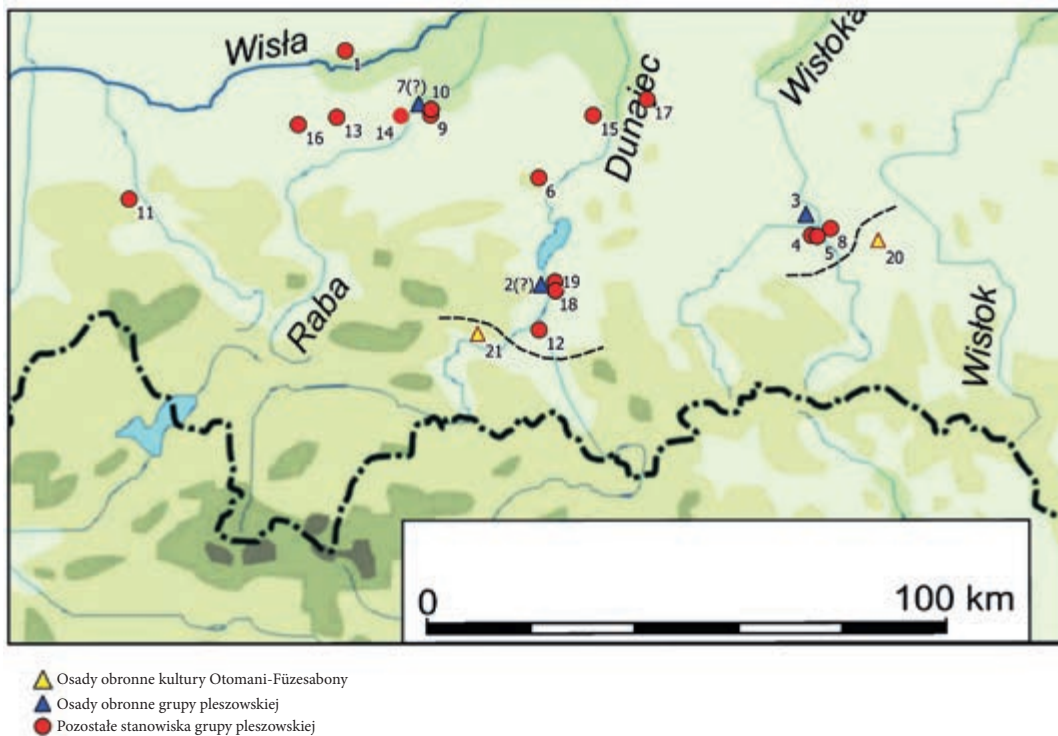 Wisła
Wisłoka
1
7(?)
10
17
Dunajec
16
13
14
9
15
6
11
3
4
5
8
20
Raba
2(?)
19
18
12
21
Wisłok
0
100 km
Osady obronne kultury Otomani-Füzesabony
Osady obronne grupy pleszowskiej
Pozostałe stanowiska grupy pleszowskiej